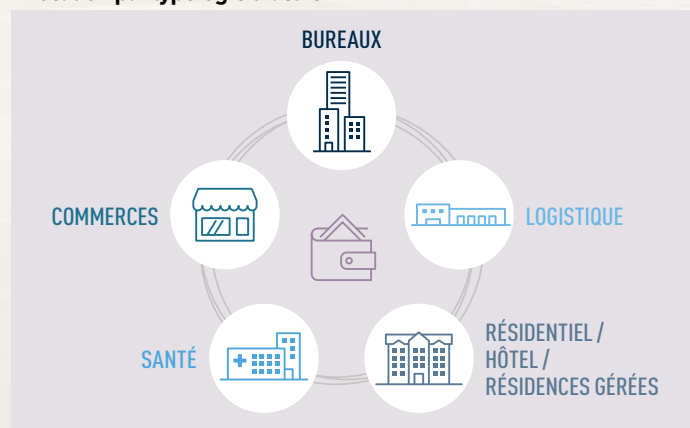 BUREAUX
COMMERCES
LOGISTIQUE
SANTÉ
RÉSIDENTIEL /
HÔTEL /
RÉSIDENCES GÉRÉES